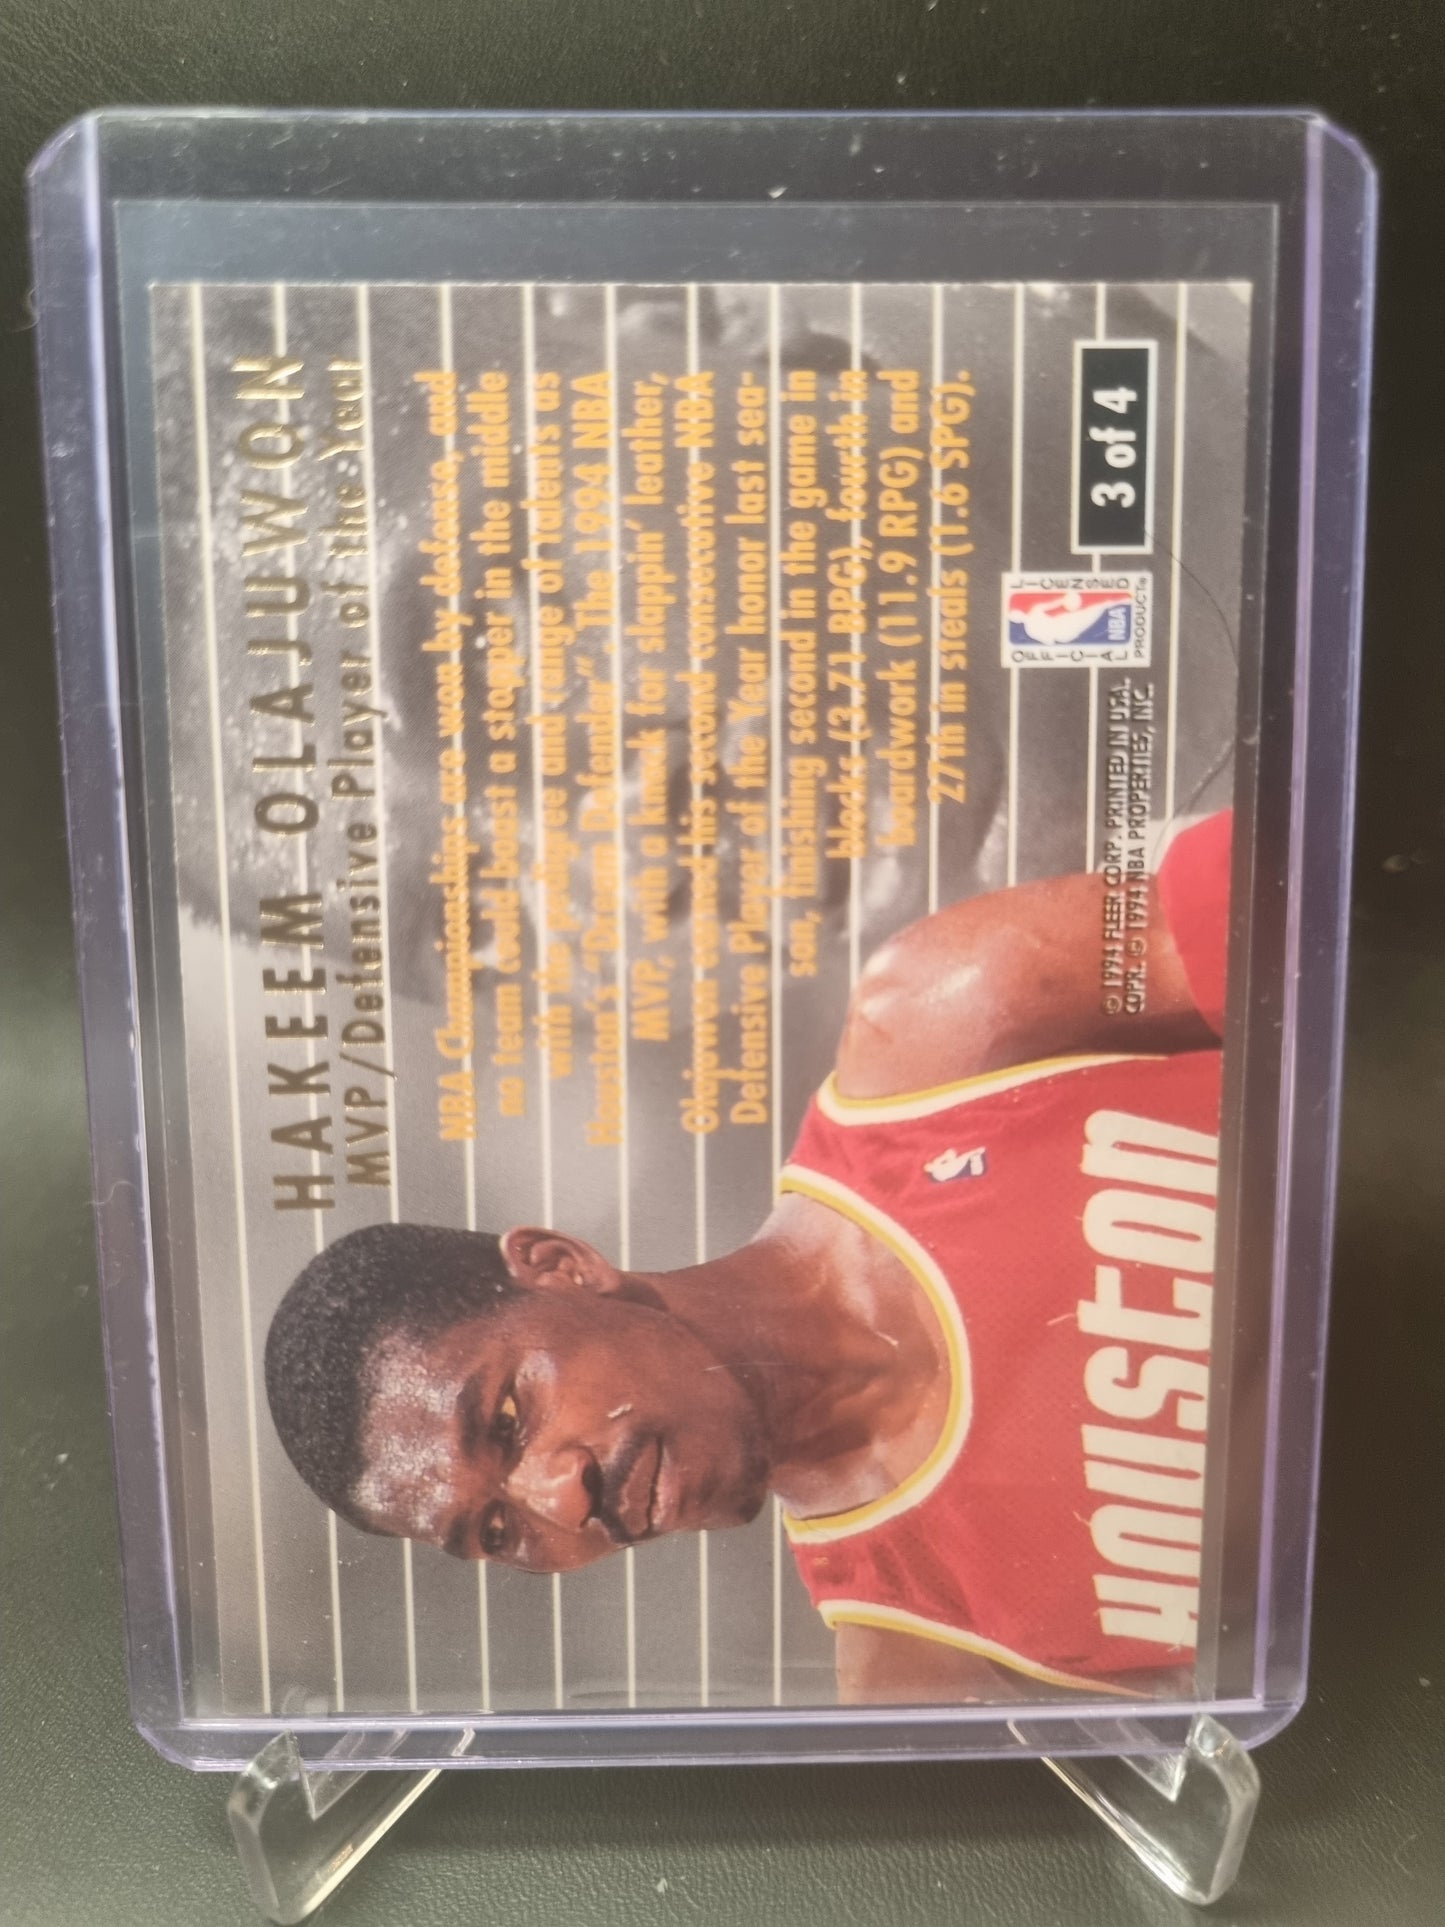 HAKEEM OLAJUWON
MVP/Defensive Player of the Year
NBA Championships are won by defense, and
no team could boast a stopper in the middle
with the pedigree and range of talents as
Houston's "Dream Defender". The 1994 NBA
MVP, with a knack for slappin' leather,
Olajuwon earned his second consecutive NBA
Defensive Player of the Year honor last sea-
son, finishing second in the game in
blocks (3.71 BPG), fourth in
boardwork (11.9 RPG) and
27th in steals (1.6 SPG).
HOUSTON
© 1994 FLEER CORP. PRINTED IN U.S.A.
COPR. © 1994 NBA PROPERTIES, INC.
OFFICIAL LICENSED
NBA
PRODUCT®
3 of 4